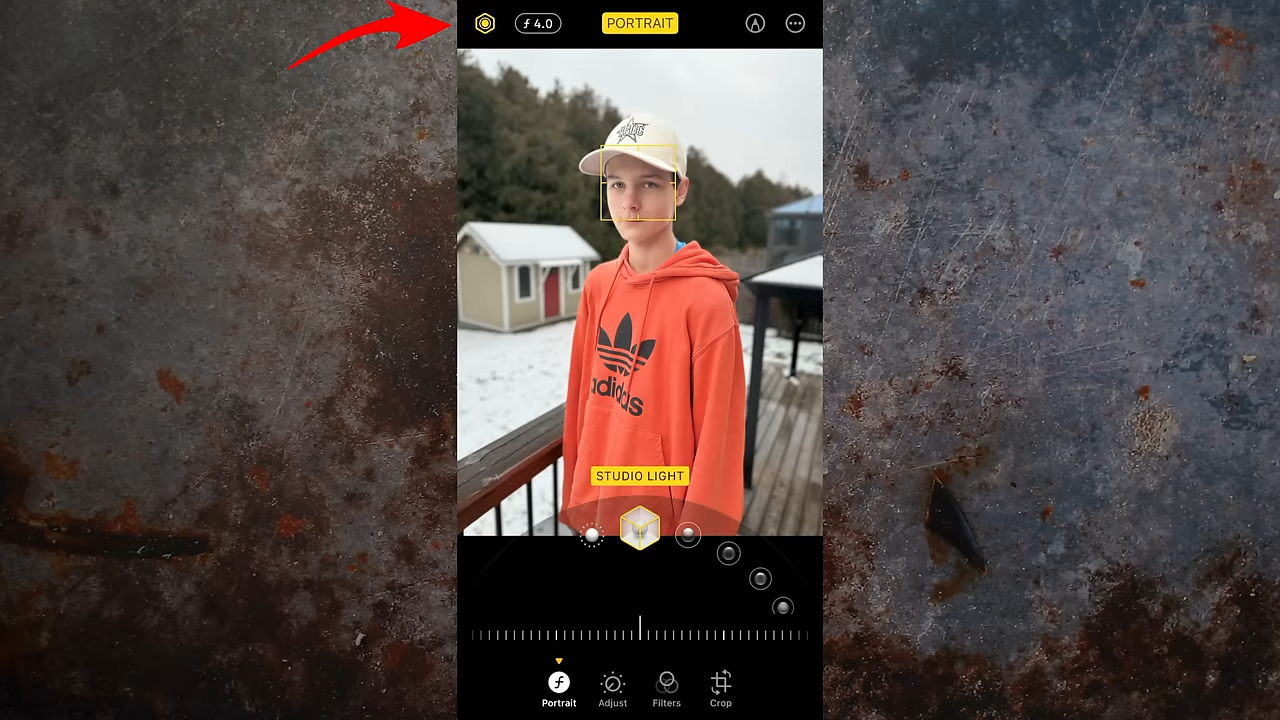 ƒ 4.0
PORTRAIT
adidas
STUDIO LIGHT
Portrait
Adjust
Filters
Crop